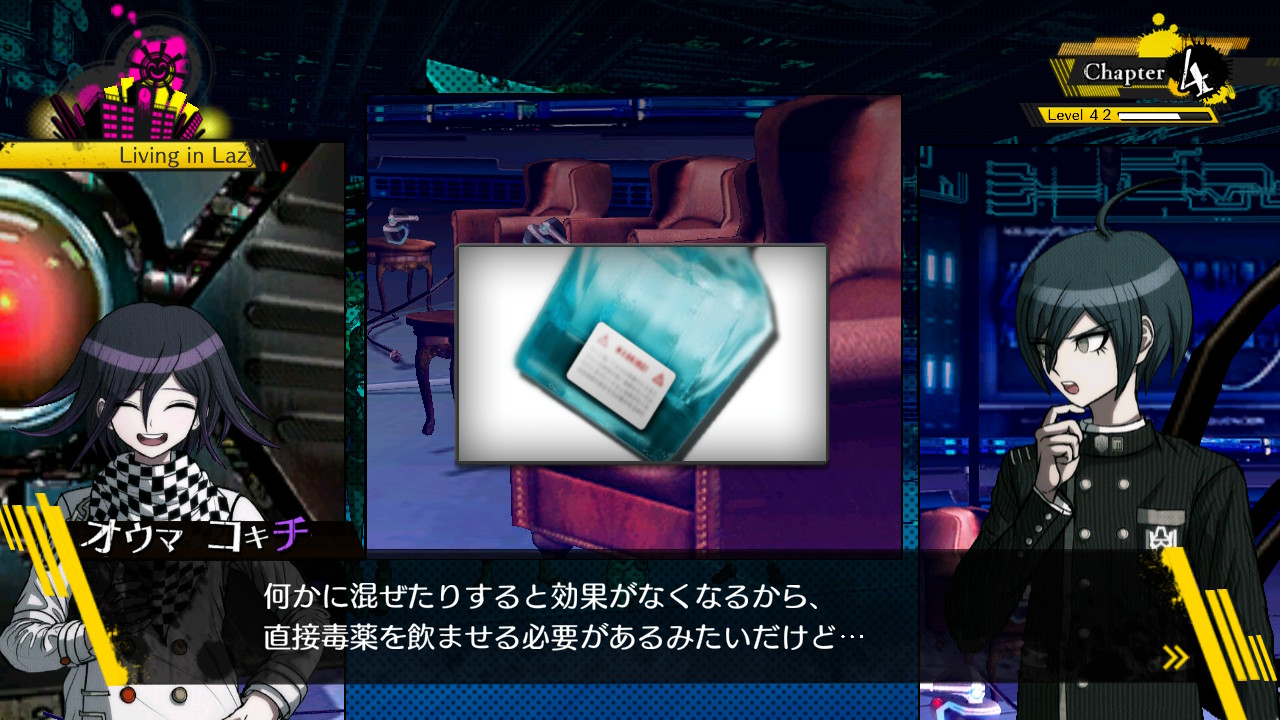 Chapter 4
Level 42
Living in Laz
オウマ コキチ
何かに混ぜたりすると効果がなくなるから、
直接毒薬を飲ませる必要があるみたいだけど…